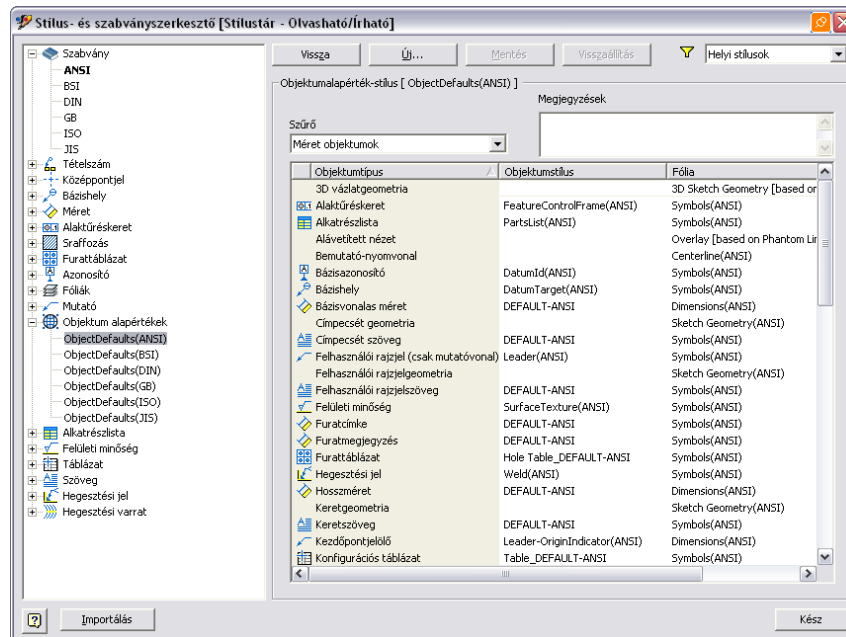 Stílus- és szabványszerkesztő [Stílustár - Olvasható/Írható]
Szabvány
ANSI
BSI
DIN
GB
ISO
JIS
Tételszám
Középpontjel
Bázishely
Méret
Alaktűréskeret
Sraffozás
Furattáblázat
Azonosító
Fóliák
Mutató
Objektum alapértékek
ObjectDefaults(ANSI)
ObjectDefaults(BSI)
ObjectDefaults(DIN)
ObjectDefaults(GB)
ObjectDefaults(ISO)
ObjectDefaults(JIS)
Alkatrészlista
Felületi minőség
Táblázat
Szöveg
Hegesztési jel
Hegesztési varrat
Vissza Új... Mentés Visszaállítás Helyi stílusok
Objektumalapérték-stílus [ ObjectDefaults(ANSI) ]
Megjegyzések
Szűrő
Méret objektumok
Objektumtípus Objektumstílus Fólia
3D vázlatgeometria 3D Sketch Geometry [based or
Alaktűréskeret FeatureControlFrame(ANSI) Symbols(ANSI)
Alkatrészlista PartsList(ANSI) Symbols(ANSI)
Alávetített nézet Overlay [based on Phantom Lir
Bemutató-nyomvonal Centerline(ANSI)
Bázisazonosító DatumId(ANSI) Symbols(ANSI)
Bázishely DatumTarget(ANSI) Symbols(ANSI)
Bázisvonalas méret DEFAULT-ANSI Dimensions(ANSI)
Címpecsét geometria Sketch Geometry(ANSI)
Címpecsét szöveg DEFAULT-ANSI Symbols(ANSI)
Felhasználói rajzjel (csak mutatóvonal) Leader(ANSI) Symbols(ANSI)
Felhasználói rajzjelgeometria Sketch Geometry(ANSI)
Felhasználói rajzjelszöveg DEFAULT-ANSI Symbols(ANSI)
Felületi minőség SurfaceTexture(ANSI) Symbols(ANSI)
Furatcímke DEFAULT-ANSI Symbols(ANSI)
Furatmegjegyzés DEFAULT-ANSI Symbols(ANSI)
Furattáblázat Hole Table_DEFAULT-ANSI Symbols(ANSI)
Hegesztési jel Weld(ANSI) Symbols(ANSI)
Hosszméret DEFAULT-ANSI Dimensions(ANSI)
Keretgeometria Sketch Geometry(ANSI)
Keretszöveg DEFAULT-ANSI Symbols(ANSI)
Kezdőpontjelölő Leader-OriginIndicator(ANSI) Dimensions(ANSI)
Konfigurációs táblázat Table_DEFAULT-ANSI Symbols(ANSI)
Importálás Kész